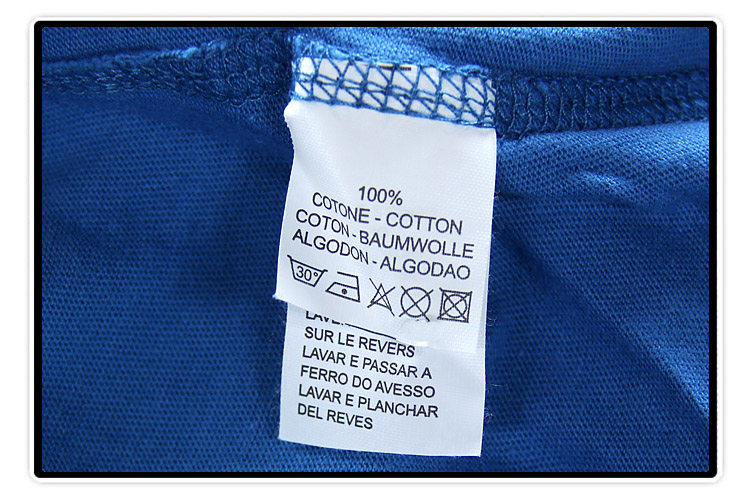 100%
COTONE - COTTON
COTON - BAUMWOLLE
ALGODON - ALGODAO
30°
SUR LE REVERS
LAVAR E PASSAR A
FERRO DO AVESSO
LAVAR E PLANCHAR
DEL REVES